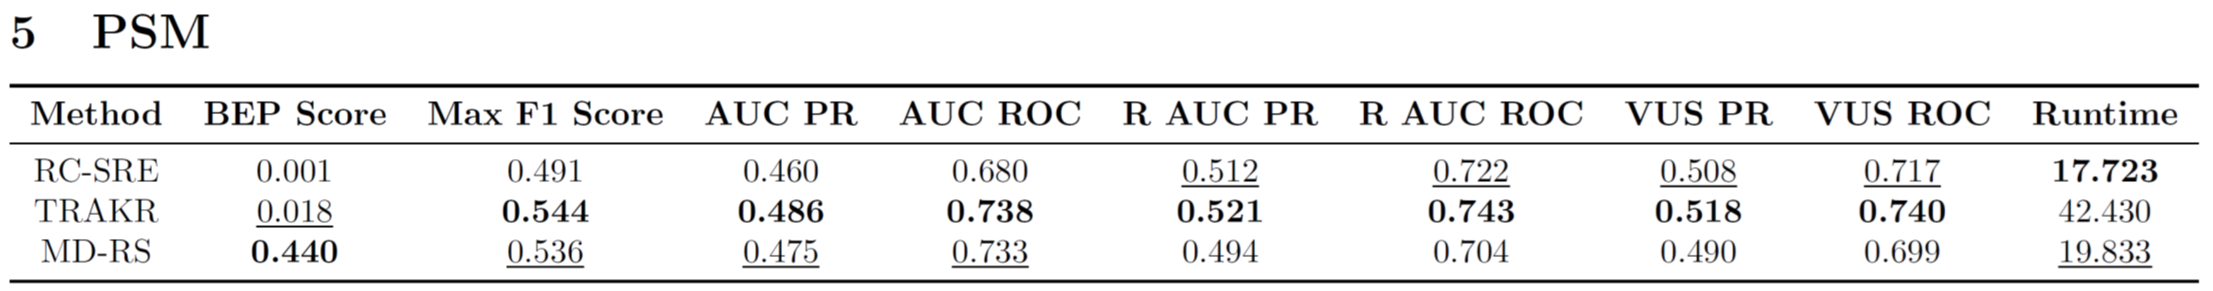 5 PSM
Method BEP Score Max F1 Score AUC PR AUC ROC R AUC PR R AUC ROC VUS PR VUS ROC Runtime
RC-SRE 0.001 0.491 0.460 0.680 0.512 0.722 0.508 0.717 17.723
TRAKR 0.018 0.544 0.486 0.738 0.521 0.743 0.518 0.740 42.430
MD-RS 0.440 0.536 0.475 0.733 0.494 0.704 0.490 0.699 19.833